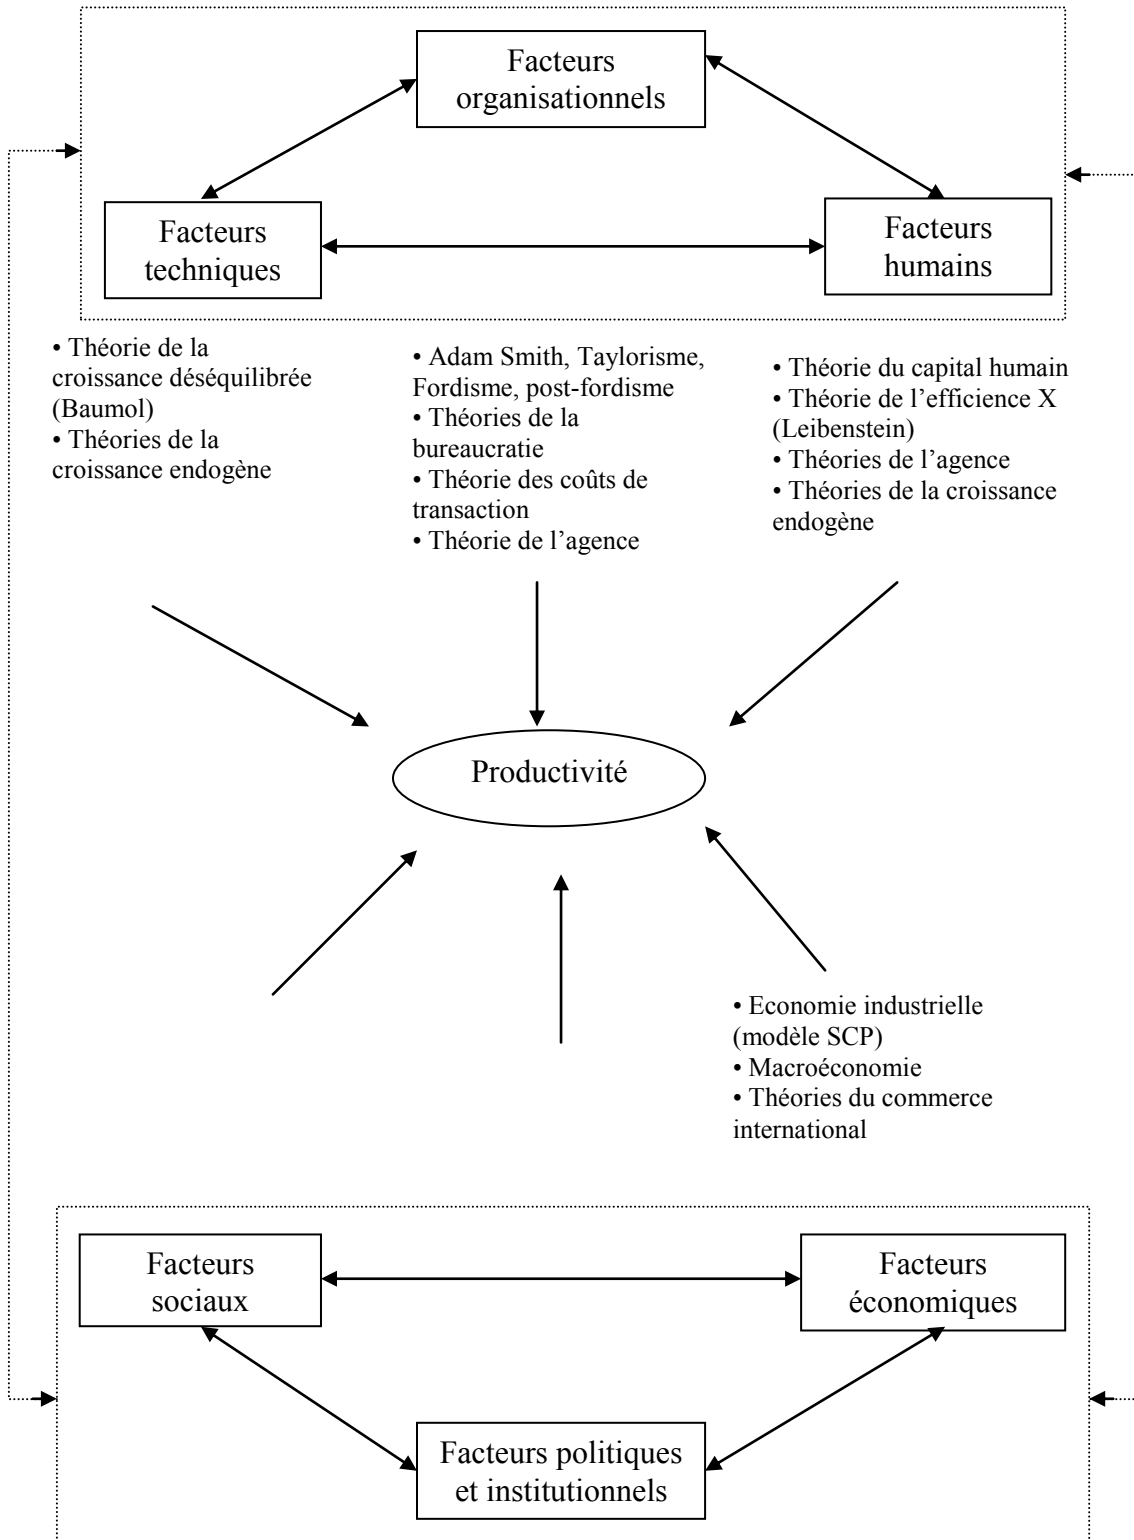 Facteurs
organisationnels
Facteurs
techniques
Facteurs
humains
• Théorie de la
croissance déséquilibrée
(Baumol)
• Théories de la
croissance endogène
• Adam Smith, Taylorisme,
Fordisme, post-fordisme
• Théories de la
bureaucratie
• Théorie des coûts de
transaction
• Théorie de l’agence
• Théorie du capital humain
• Théorie de l’efficience X
(Leibenstein)
• Théories de l’agence
• Théories de la croissance
endogène
Productivité
• Economie industrielle
(modèle SCP)
• Macroéconomie
• Théories du commerce
international
Facteurs
sociaux
Facteurs
économiques
Facteurs politiques
et institutionnels